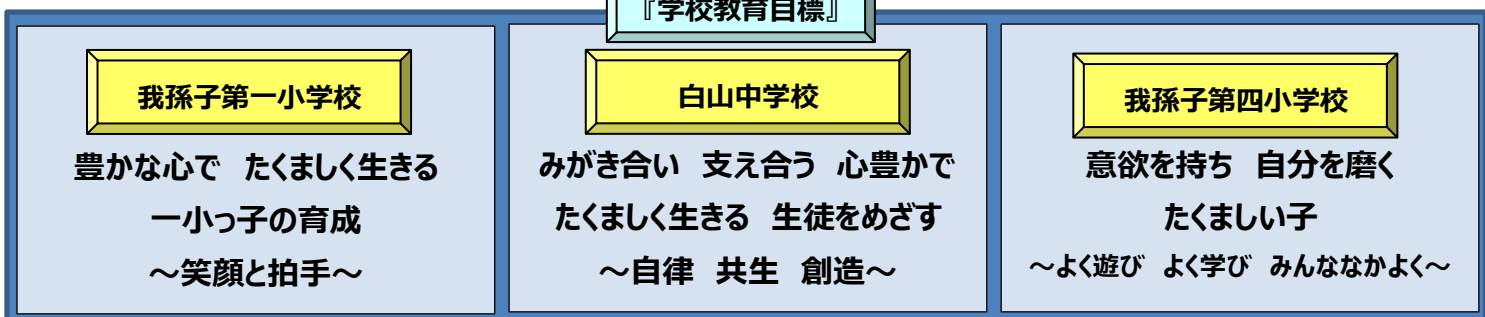 『学校教育目標』
我孫子第一小学校
豊かな心で たくましく生きる
一小っ子の育成
～笑顔と拍手～
白山中学校
みがき合い 支え合う 心豊かで
たくましく生きる 生徒をめざす
～自律 共生 創造～
我孫子第四小学校
意欲を持ち 自分を磨く
たくましい子
～よく遊び よく学び みんななかよく～